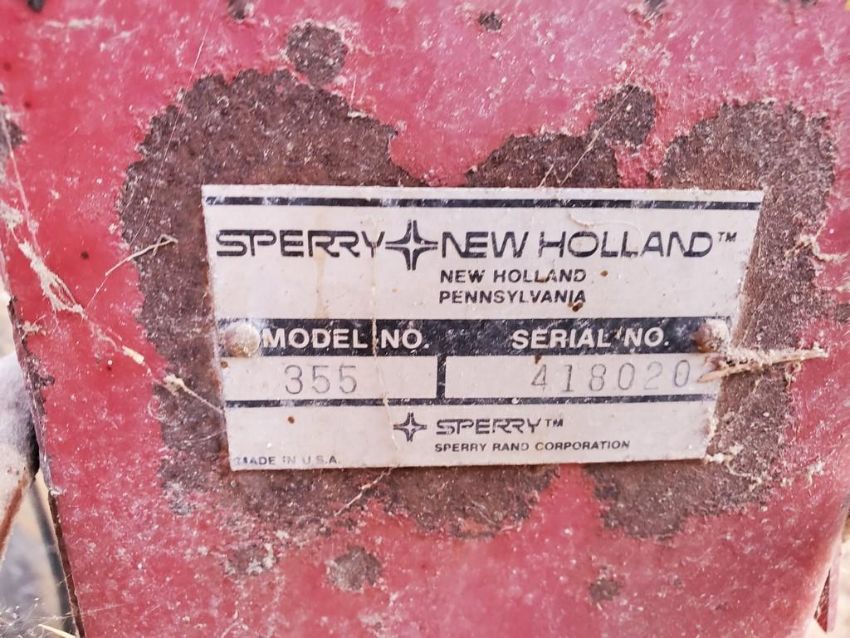 SPERRY NEW HOLLAND™
NEW HOLLAND
PENNSYLVANIA
MODEL NO. SERIAL NO.
355 418020
SPERRY™
SPERRY RAND CORPORATION
MADE IN U.S.A.